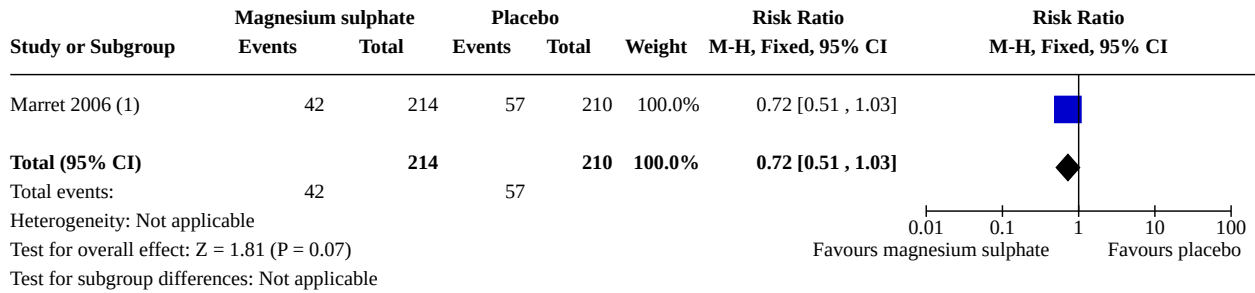 Magnesium sulphate Placebo Risk Ratio Risk Ratio
Study or Subgroup Events Total Events Total Weight M-H, Fixed, 95% CI M-H, Fixed, 95% CI
Marret 2006 (1) 42 214 57 210 100.0% 0.72 [0.51 , 1.03]
Total (95% CI) 214 210 100.0% 0.72 [0.51 , 1.03]
Total events: 42 57
Heterogeneity: Not applicable
0.01 0.1 1 10 100
Test for overall effect: Z = 1.81 (P = 0.07) Favours magnesium sulphate Favours placebo
Test for subgroup differences: Not applicable